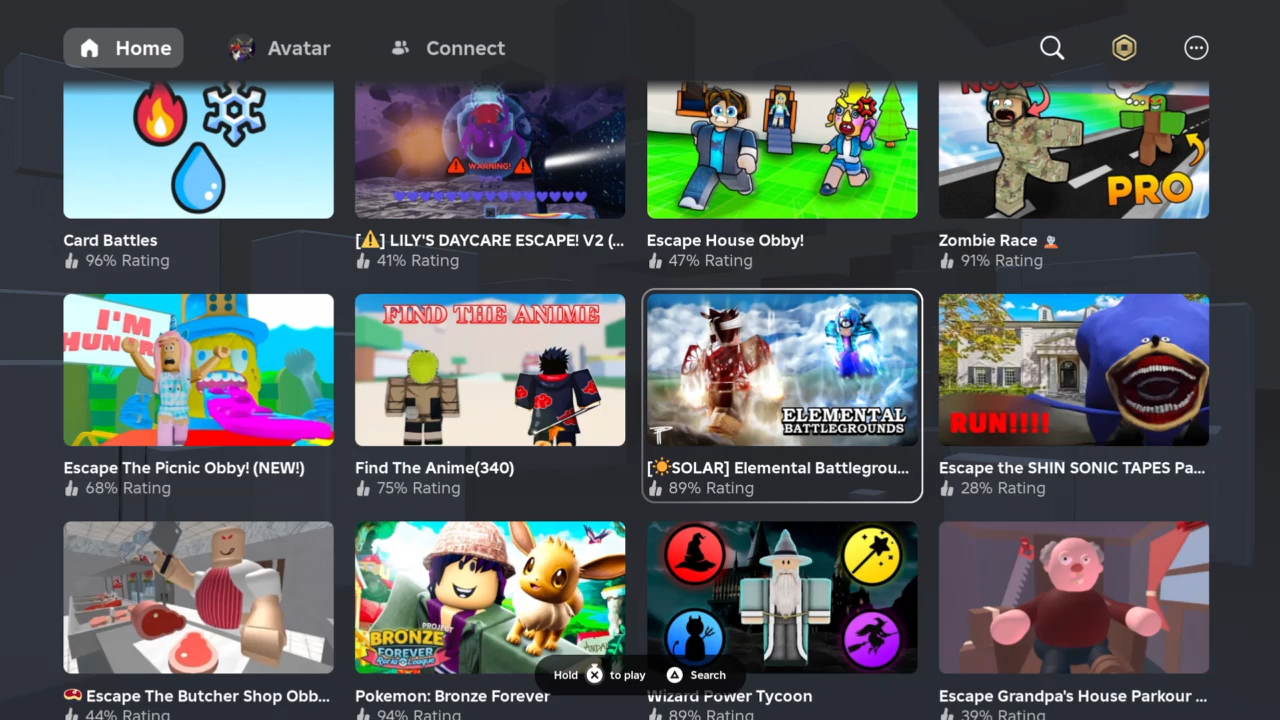 Home
Avatar
Connect
WARNING!
PRO
Card Battles
96% Rating
[⚠️] LILY'S DAYCARE ESCAPE! V2 (...
41% Rating
Escape House Obby!
47% Rating
Zombie Race
91% Rating
I'M
FIND THE ANIME
ELEMENTAL
BATTLEGROUNDS
RUN!!!!
Escape The Picnic Obby! (NEW!)
68% Rating
Find The Anime(340)
75% Rating
[☀️SOLAR] Elemental Battlegrou...
89% Rating
Escape the SHIN SONIC TAPES Pa...
28% Rating
PROJECT
BRONZE
FOREVER
Hold
to play
Search
Escape The Butcher Shop Obb...
44% Rating
Pokemon: Bronze Forever
94% Rating
Wizard Power Tycoon
89% Rating
Escape Grandpa's House Parkour ...
39% Rating